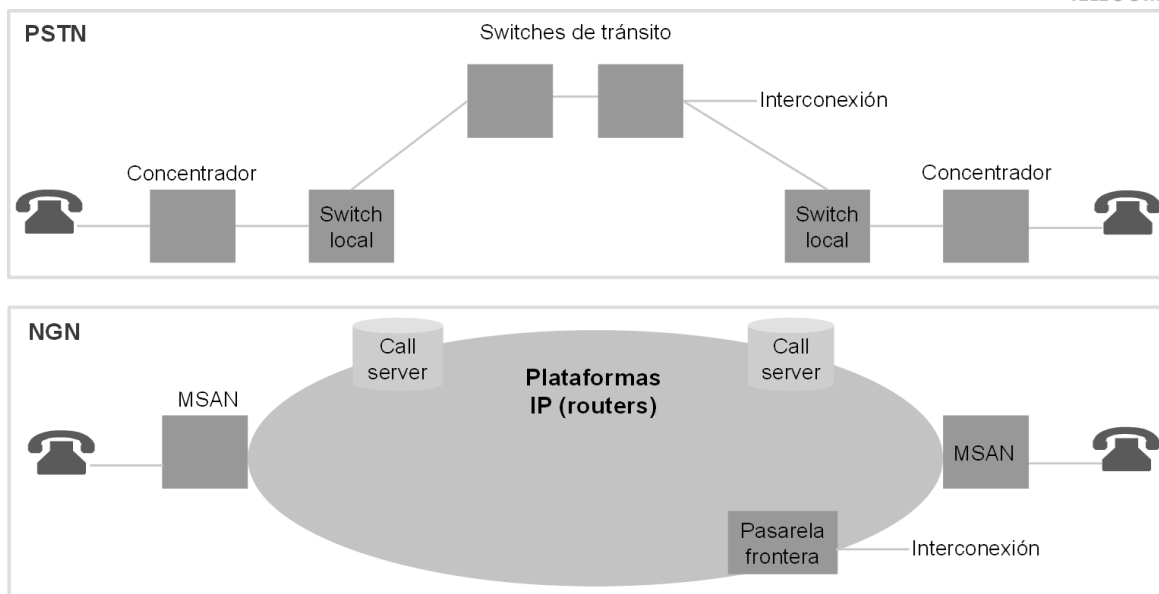 PSTN
Switches de tránsito
Interconexión
Concentrador
Concentrador
Switch
local
Switch
local
NGN
Call
server
Call
server
Plataformas
IP (routers)
MSAN
MSAN
Pasarela
frontera
Interconexión